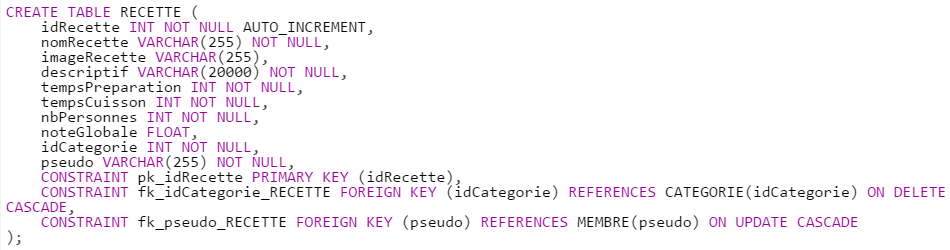 CREATE TABLE RECETTE (
    idRecette INT NOT NULL AUTO_INCREMENT,
    nomRecette VARCHAR(255) NOT NULL,
    imageRecette VARCHAR(255),
    descriptif VARCHAR(20000) NOT NULL,
    tempsPreparation INT NOT NULL,
    tempsCuisson INT NOT NULL,
    nbPersonnes INT NOT NULL,
    noteGlobale FLOAT,
    idCategorie INT NOT NULL,
    pseudo VARCHAR(255) NOT NULL,
    CONSTRAINT pk_idRecette PRIMARY KEY (idRecette),
    CONSTRAINT fk_idCategorie_RECETTE FOREIGN KEY (idCategorie) REFERENCES CATEGORIE(idCategorie) ON DELETE
CASCADE,
    CONSTRAINT fk_pseudo_RECETTE FOREIGN KEY (pseudo) REFERENCES MEMBRE(pseudo) ON UPDATE CASCADE
);